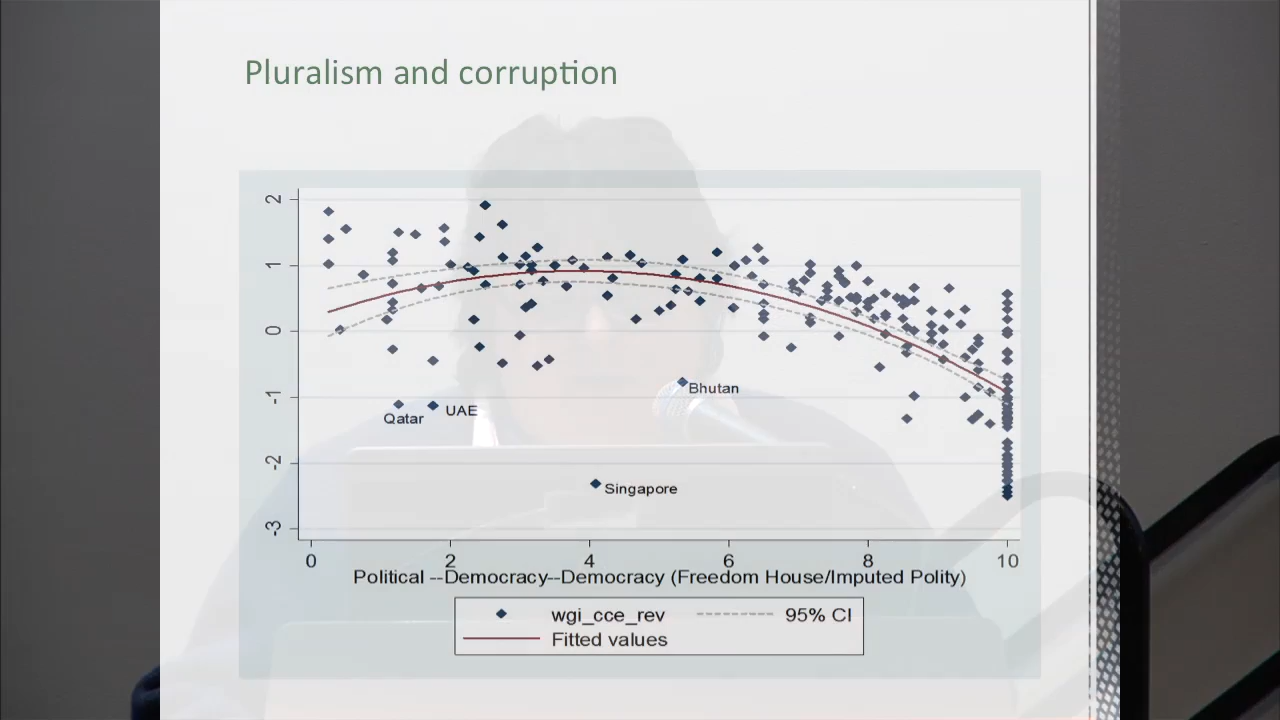 Pluralism and corruption
2
1
0
-1
-2
-3
Bhutan
UAE
Qatar
Singapore
0 2 4 6 8 10
Political --Democracy--Democracy (Freedom House/Imputed Polity)
wgi_cce_rev 95% CI
Fitted values